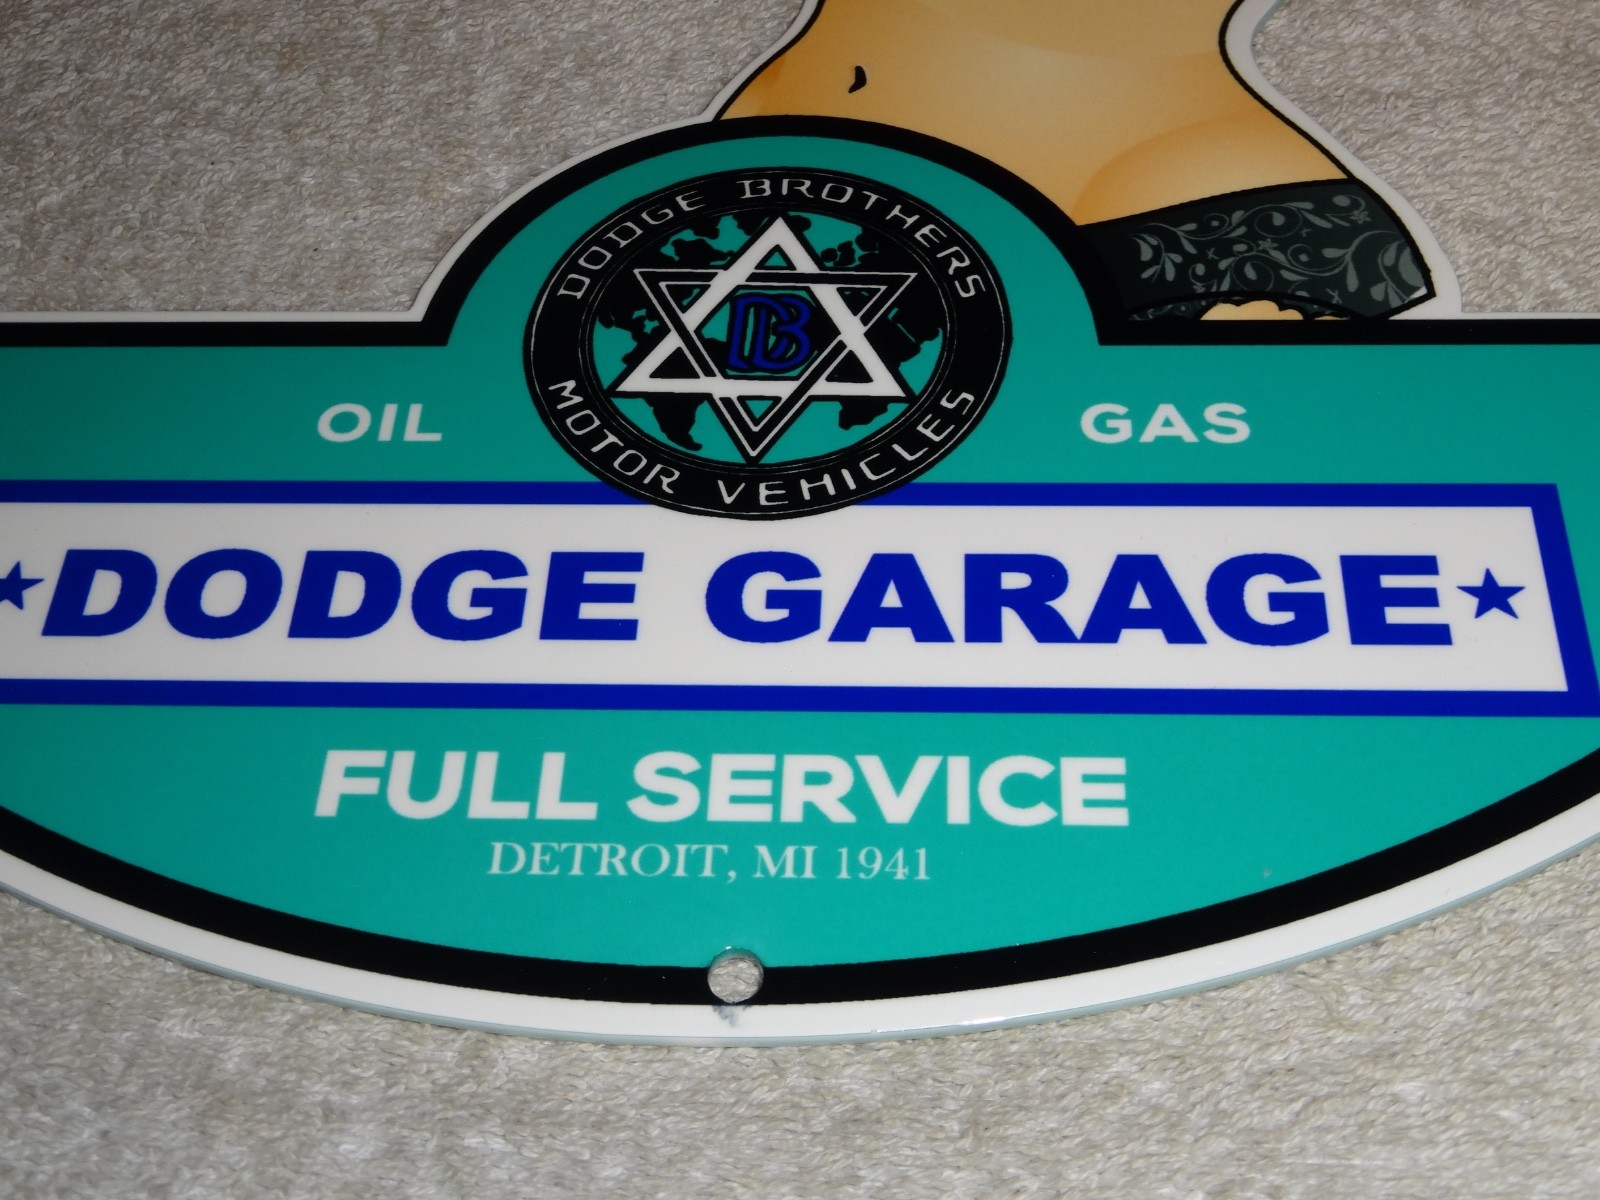 DODGE BROTHERS
DB
MOTOR VEHICLES
OIL
GAS
DODGE GARAGE
FULL SERVICE
DETROIT, MI 1941